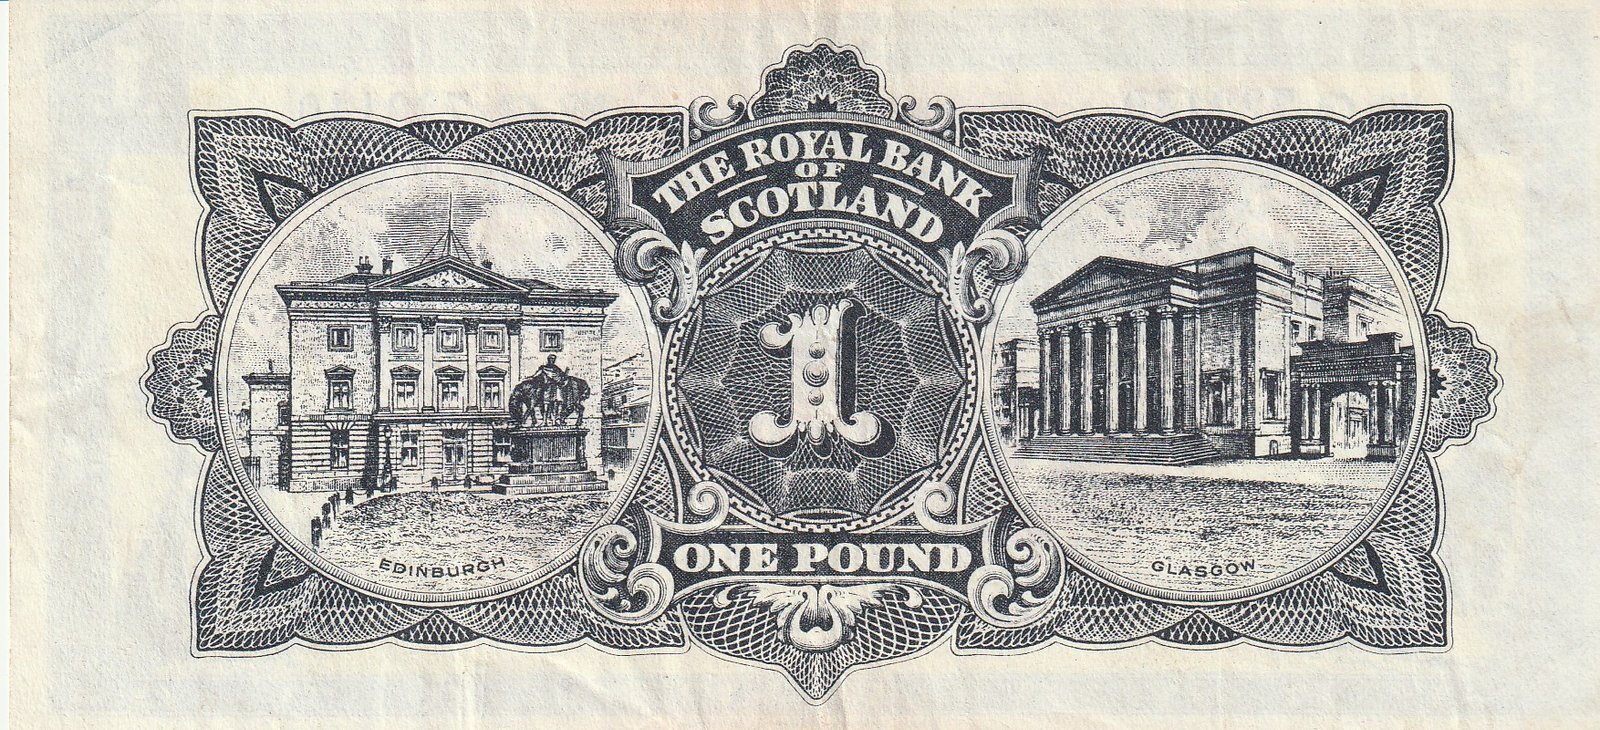 THE ROYAL BANK
OF
SCOTLAND
1
ONE POUND
EDINBURGH
GLASGOW